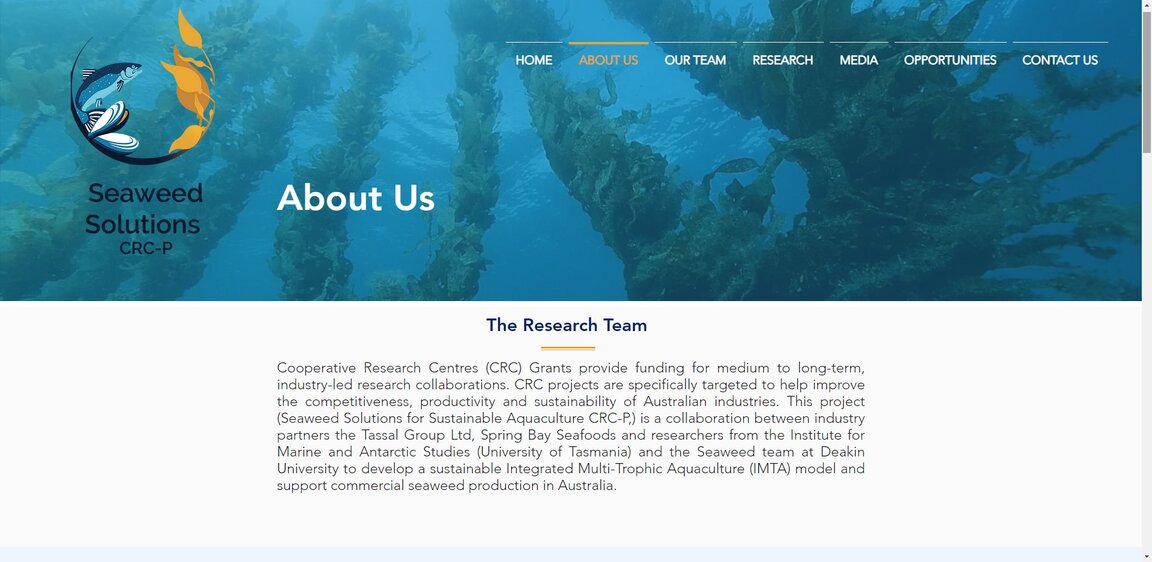 HOME ABOUT US OUR TEAM RESEARCH MEDIA OPPORTUNITIES CONTACT US
Seaweed
Solutions
CRC-P
About Us
The Research Team
Cooperative Research Centres (CRC) Grants provide funding for medium to long-term,
industry-led research collaborations. CRC projects are specifically targeted to help improve
the competitiveness, productivity and sustainability of Australian industries. This project
(Seaweed Solutions for Sustainable Aquaculture CRC-P,) is a collaboration between industry
partners the Tassal Group Ltd, Spring Bay Seafoods and researchers from the Institute for
Marine and Antarctic Studies (University of Tasmania) and the Seaweed team at Deakin
University to develop a sustainable Integrated Multi-Trophic Aquaculture (IMTA) model and
support commercial seaweed production in Australia.